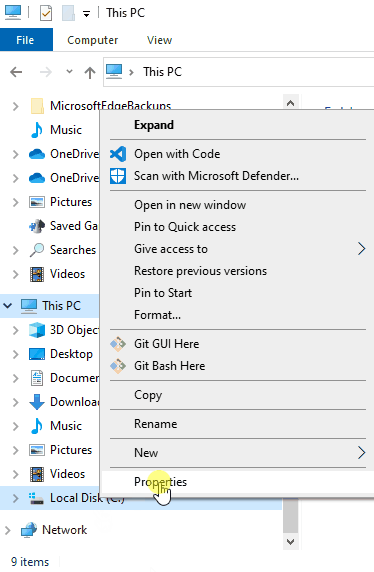 This PC
File Computer View
This PC
MicrosoftEdgeBackups
Music
OneDrive
OneDrive
Pictures
Saved Ga
Searches
Videos
This PC
3D Objec
Desktop
Documen
Downloa
Music
Pictures
Videos
Local Disk (C:)
Network
9 items
Expand
Open with Code
Scan with Microsoft Defender...
Open in new window
Pin to Quick access
Give access to
Restore previous versions
Pin to Start
Format...
Git GUI Here
Git Bash Here
Copy
Rename
New
Properties